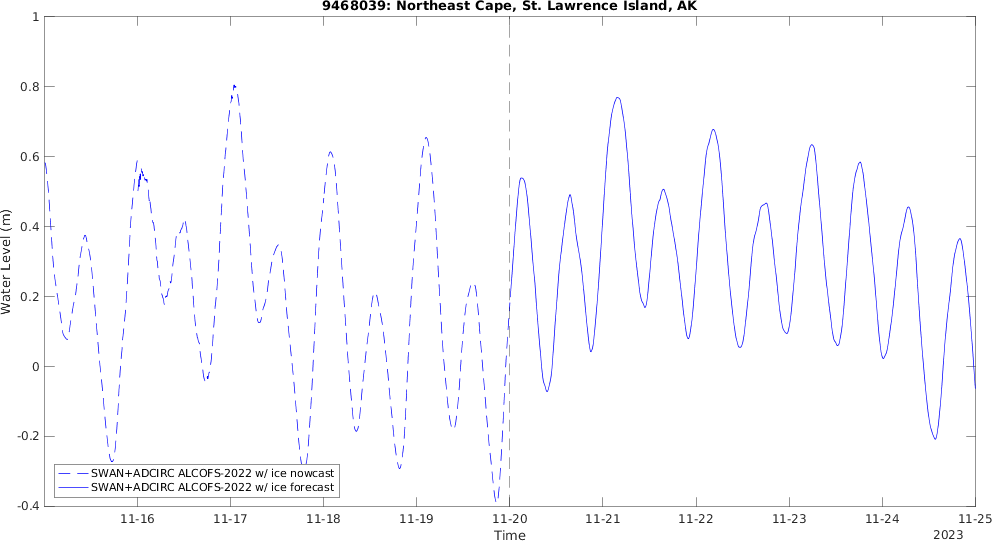 9468039: Northeast Cape, St. Lawrence Island, AK
1
0.8
0.6
0.4
0.2
0
-0.2
-0.4
Water Level (m)
SWAN+ADCIRC ALCOFS-2022 w/ ice nowcast
SWAN+ADCIRC ALCOFS-2022 w/ ice forecast
11-16 11-17 11-18 11-19 11-20 11-21 11-22 11-23 11-24 11-25
Time
2023